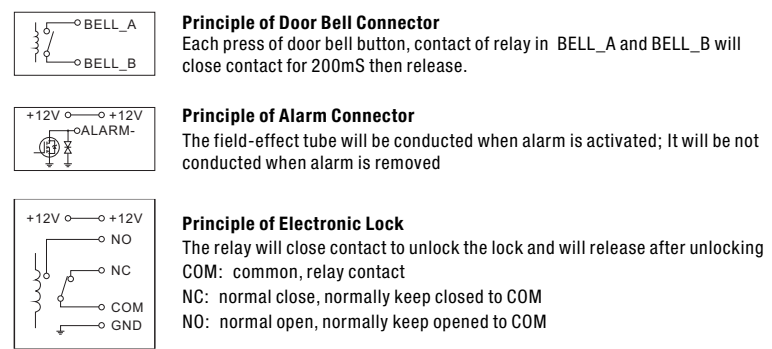 BELL_A
BELL_B
Principle of Door Bell Connector
Each press of door bell button, contact of relay in BELL_A and BELL_B will
close contact for 200mS then release.
+12V +12V
ALARM-
Principle of Alarm Connector
The field-effect tube will be conducted when alarm is activated; It will be not
conducted when alarm is removed
+12V +12V
NO
NC
COM
GND
Principle of Electronic Lock
The relay will close contact to unlock the lock and will release after unlocking
COM: common, relay contact
NC: normal close, normally keep closed to COM
NO: normal open, normally keep opened to COM